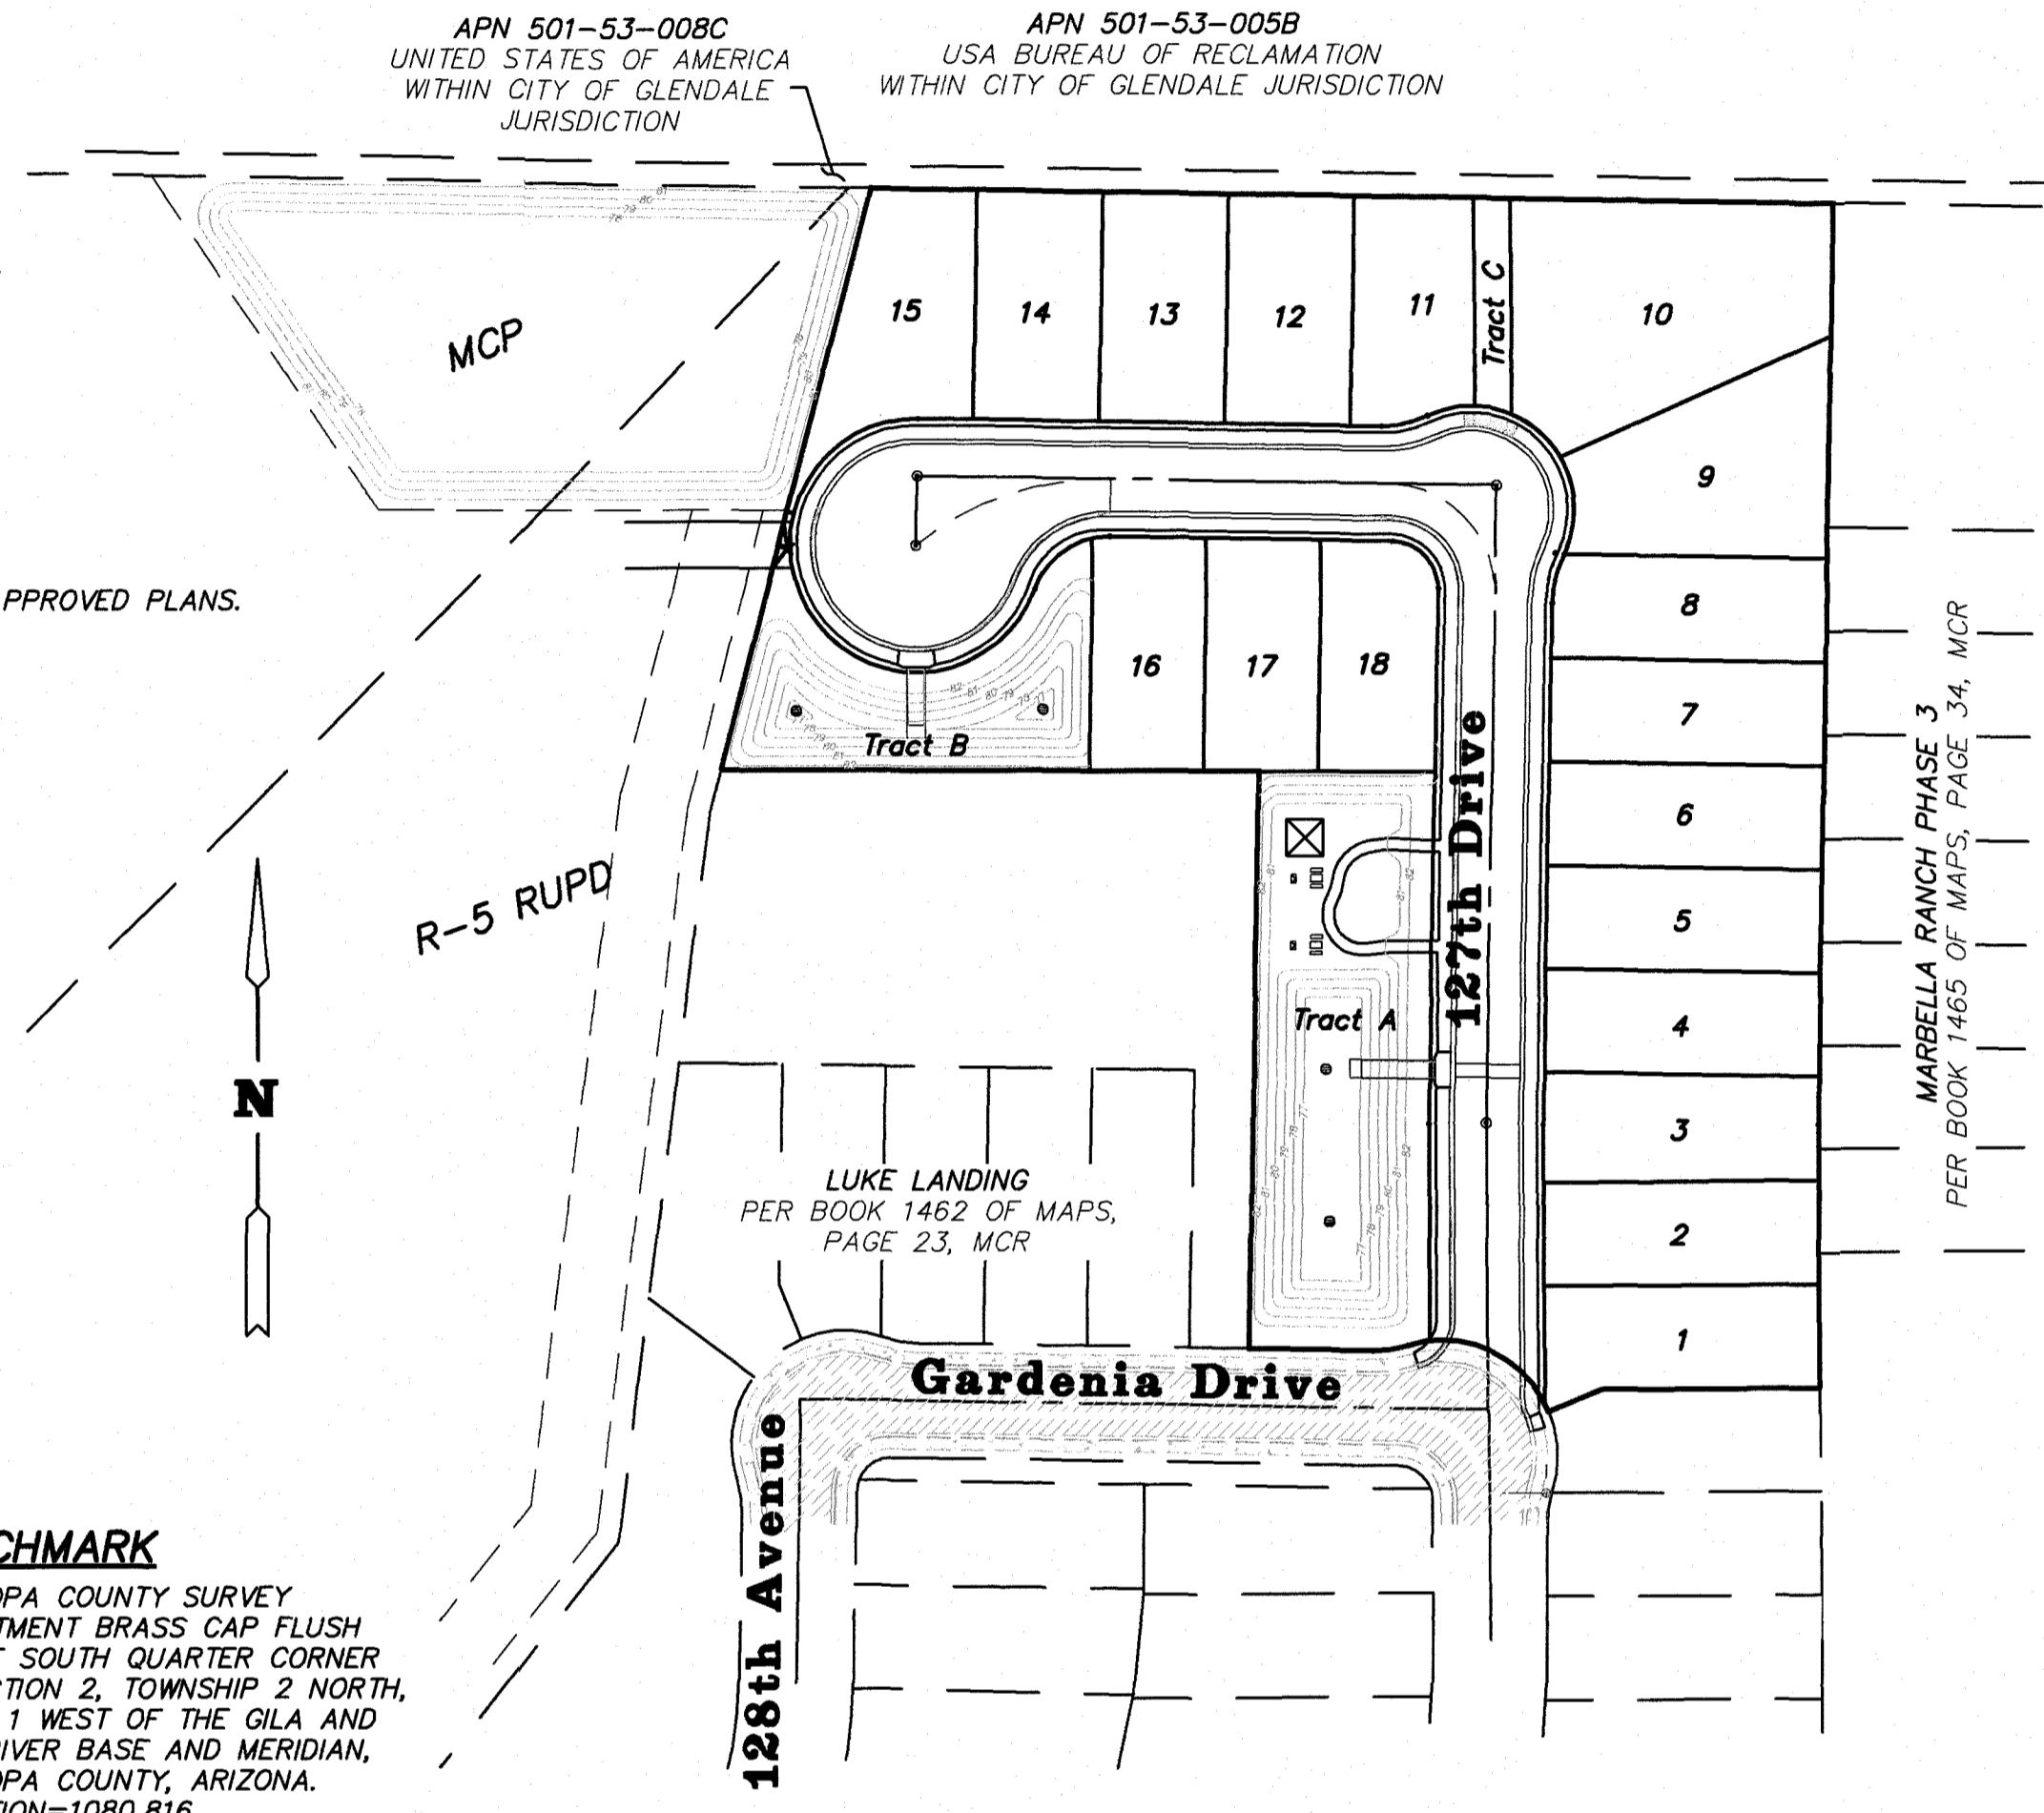 APN 501-53-008C
UNITED STATES OF AMERICA
WITHIN CITY OF GLENDALE
JURISDICTION
APN 501-53-005B
USA BUREAU OF RECLAMATION
WITHIN CITY OF GLENDALE JURISDICTION
MCP
15
14
13
12
11
Tract C
10
9
8
7
6
5
4
3
2
1
16
17
18
Tract B
Tract A
127th Drive
PPROVED PLANS.
R-5 RUPD
N
MARBELLA RANCH PHASE 3
PER BOOK 1465 OF MAPS, PAGE 34, MCR
LUKE LANDING
PER BOOK 1462 OF MAPS,
PAGE 23, MCR
Gardenia Drive
128th Avenue
CHMARK
OPA COUNTY SURVEY
TMENT BRASS CAP FLUSH
T SOUTH QUARTER CORNER
CTION 2, TOWNSHIP 2 NORTH,
1 WEST OF THE GILA AND
IVER BASE AND MERIDIAN,
OPA COUNTY, ARIZONA.
TION=1080.816